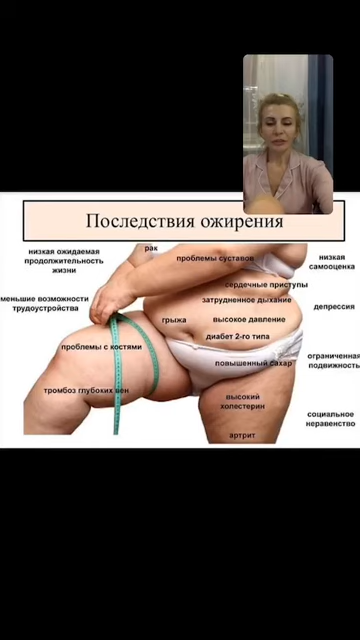 Последствия ожирения
низкая ожидаемая
продолжительность
жизни
рак
проблемы суставов
низкая
самооценка
сердечные приступы
меньшие возможности
трудоустройства
затрудненное дыхание
депрессия
грыжа
высокое давление
диабет 2-го типа
проблемы с костями
повышенный сахар
ограниченная
подвижность
тромбоз глубоких вен
высокий
холестерин
социальное
неравенство
артрит